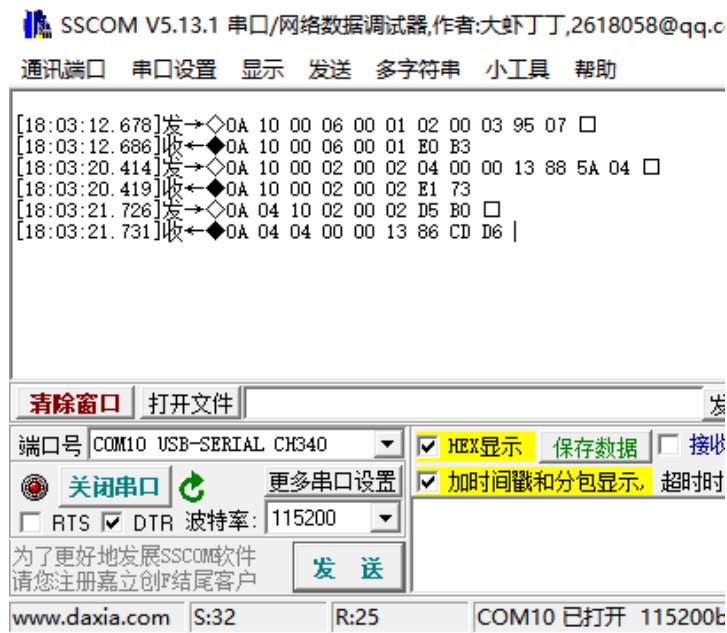 SSCOM V5.13.1 串口/网络数据调试器,作者:大虾丁丁,2618058@qq.c
通讯端口 串口设置 显示 发送 多字符串 小工具 帮助
[18:03:12.678]发→◇0A 10 00 06 00 01 02 00 03 95 07 □
[18:03:12.686]收←◆0A 10 00 06 00 01 E0 B3
[18:03:20.414]发→◇0A 10 00 02 00 02 04 00 00 13 88 5A 04 □
[18:03:20.419]收←◆0A 10 00 02 00 02 E1 73
[18:03:21.726]发→◇0A 04 10 02 00 02 D5 B0 □
[18:03:21.731]收←◆0A 04 04 00 00 13 86 CD D6
清除窗口 打开文件 发
端口号 COM10 USB-SERIAL CH340 HEX显示 保存数据 接收
关闭串口 更多串口设置 加时间戳和分包显示, 超时时
RTS DTR 波特率: 115200
为了更好地发展SSCOM软件
请您注册嘉立创F结尾客户
发 送
www.daxia.com S:32 R:25 COM10 已打开 115200b